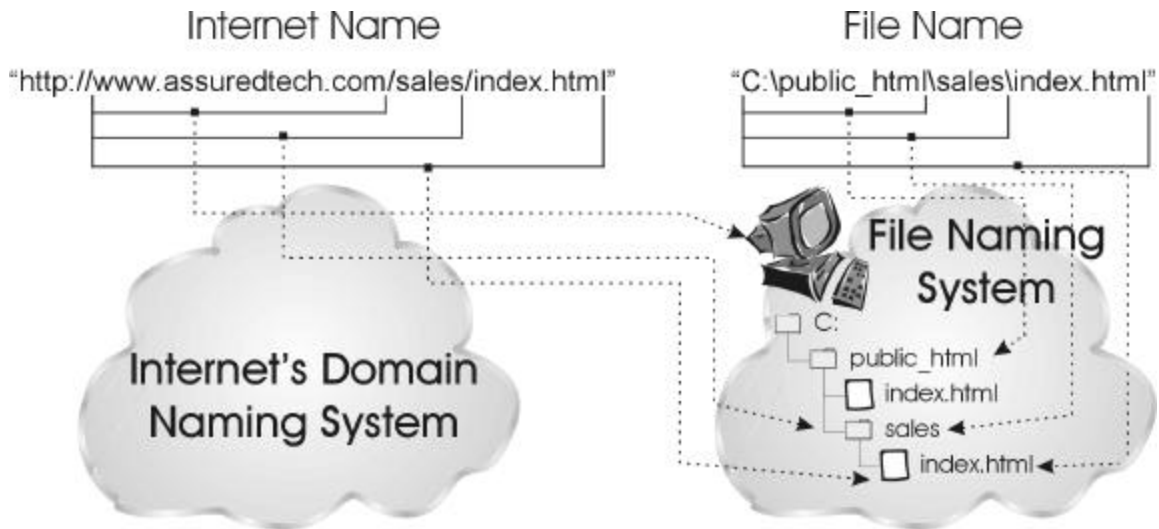 Internet Name
File Name
“http://www.assuredtech.com/sales/index.html”
“C:\public_html\sales\index.html”
Internet's Domain
Naming System
File Naming
System
C:
public_html
index.html
sales
index.html